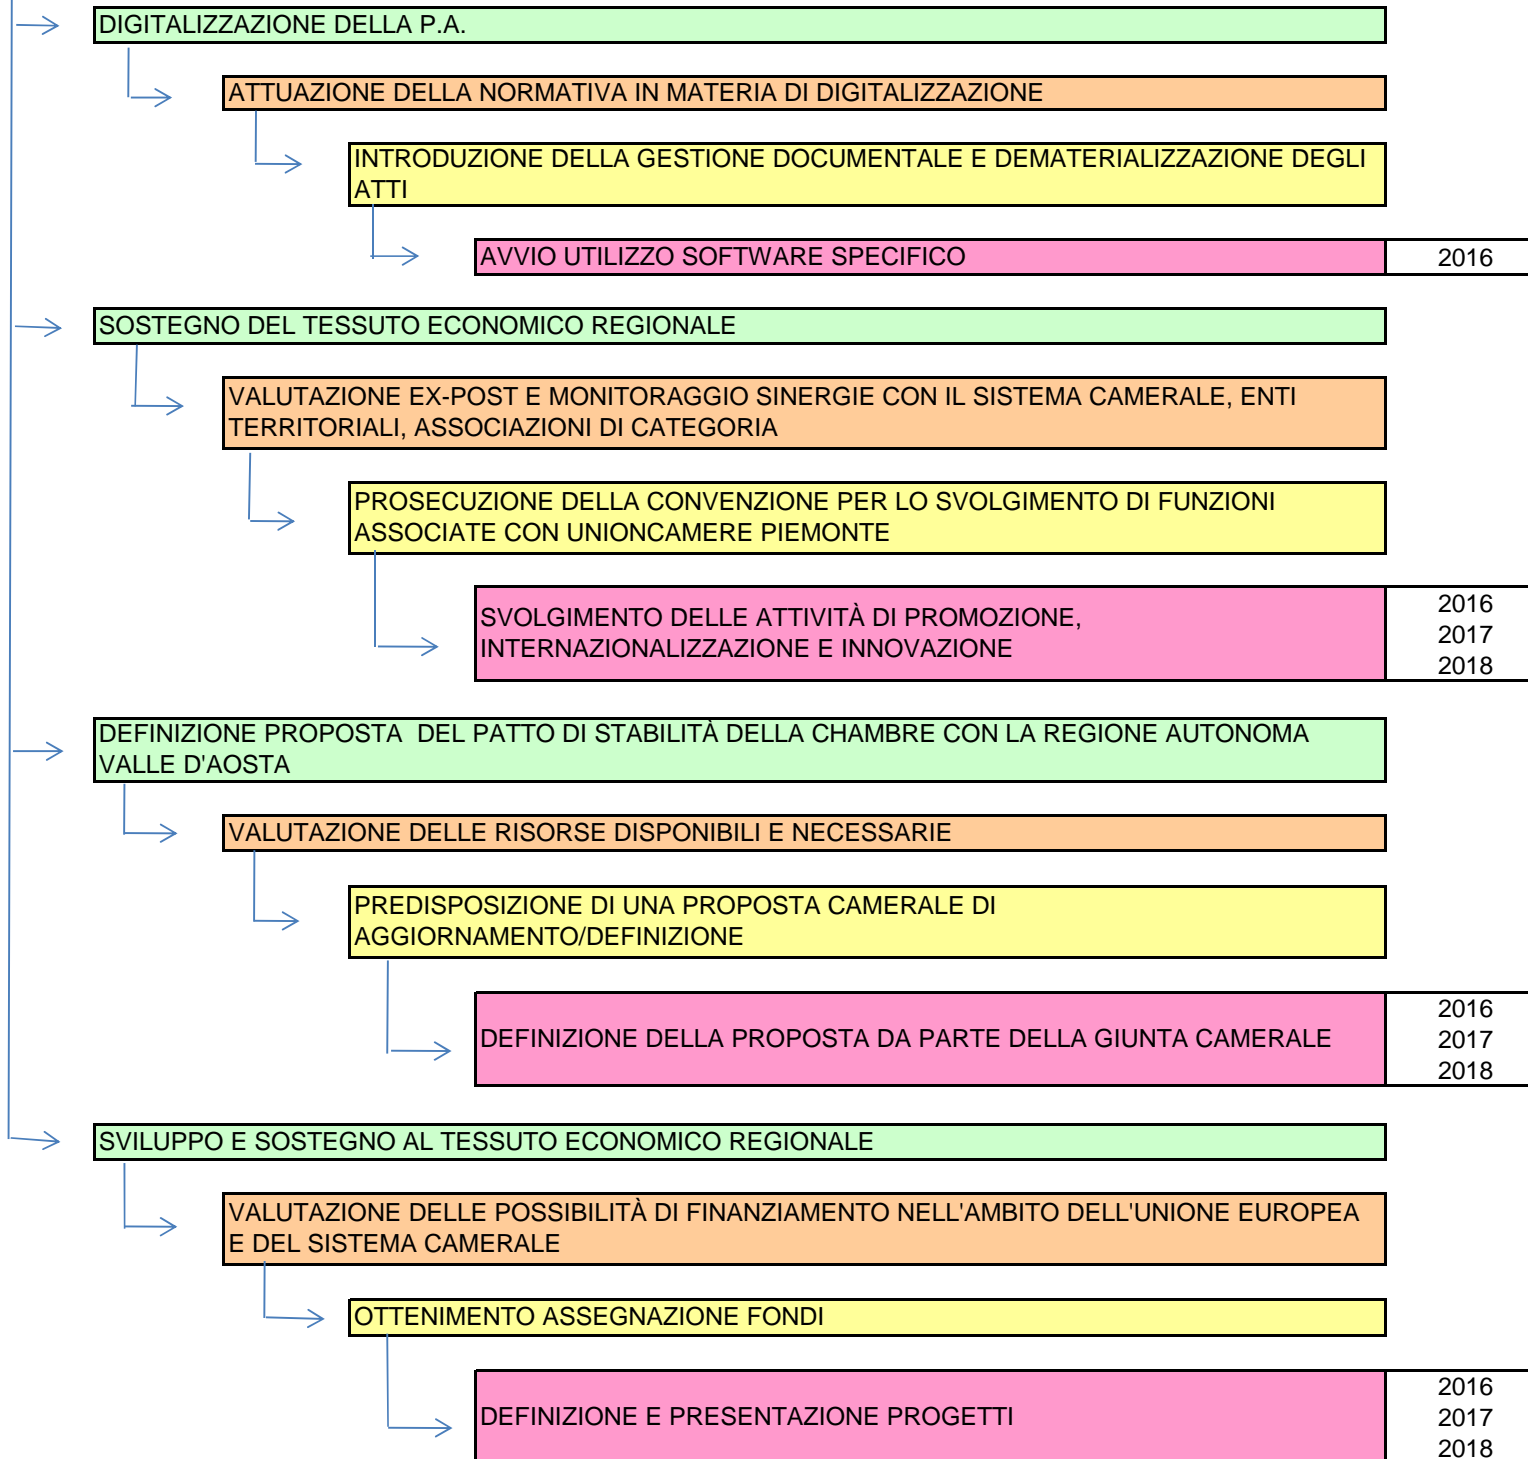 DIGITALIZZAZIONE DELLA P.A.
ATTUAZIONE DELLA NORMATIVA IN MATERIA DI DIGITALIZZAZIONE
INTRODUZIONE DELLA GESTIONE DOCUMENTALE E DEMATERIALIZZAZIONE DEGLI
ATTI
AVVIO UTILIZZO SOFTWARE SPECIFICO
2016
SOSTEGNO DEL TESSUTO ECONOMICO REGIONALE
VALUTAZIONE EX-POST E MONITORAGGIO SINERGIE CON IL SISTEMA CAMERALE, ENTI
TERRITORIALI, ASSOCIAZIONI DI CATEGORIA
PROSECUZIONE DELLA CONVENZIONE PER LO SVOLGIMENTO DI FUNZIONI
ASSOCIATE CON UNIONCAMERE PIEMONTE
SVOLGIMENTO DELLE ATTIVITÀ DI PROMOZIONE,
INTERNAZIONALIZZAZIONE E INNOVAZIONE
2016
2017
2018
DEFINIZIONE PROPOSTA  DEL PATTO DI STABILITÀ DELLA CHAMBRE CON LA REGIONE AUTONOMA
VALLE D'AOSTA
VALUTAZIONE DELLE RISORSE DISPONIBILI E NECESSARIE
PREDISPOSIZIONE DI UNA PROPOSTA CAMERALE DI
AGGIORNAMENTO/DEFINIZIONE
DEFINIZIONE DELLA PROPOSTA DA PARTE DELLA GIUNTA CAMERALE
2016
2017
2018
SVILUPPO E SOSTEGNO AL TESSUTO ECONOMICO REGIONALE
VALUTAZIONE DELLE POSSIBILITÀ DI FINANZIAMENTO NELL'AMBITO DELL'UNIONE EUROPEA
E DEL SISTEMA CAMERALE
OTTENIMENTO ASSEGNAZIONE FONDI
DEFINIZIONE E PRESENTAZIONE PROGETTI
2016
2017
2018